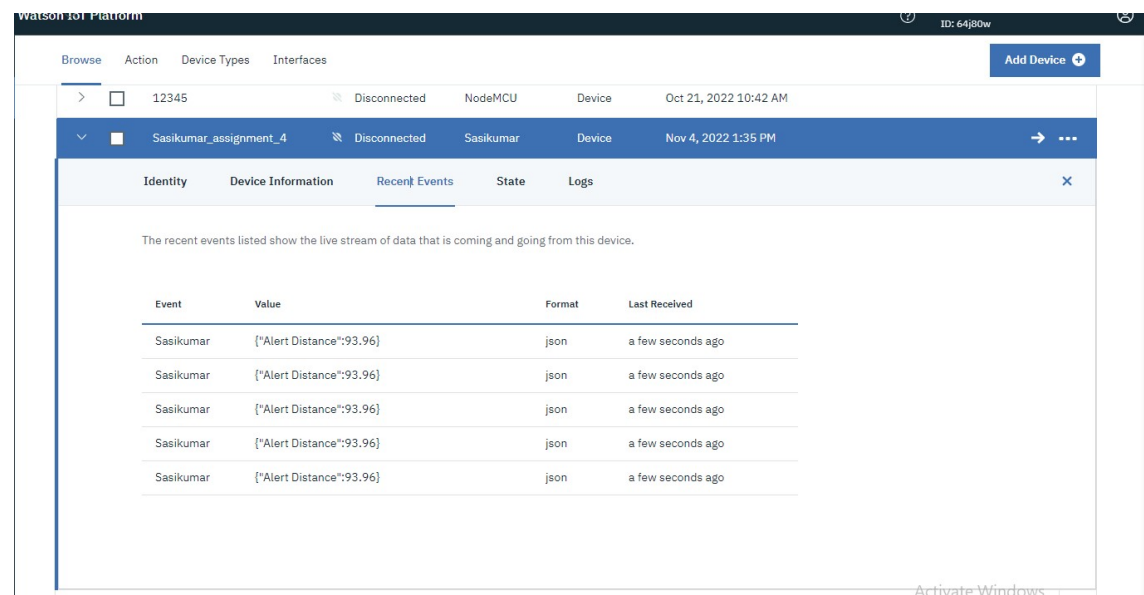 Watson IoT Platform
ID: 64j80w
Browse Action Device Types Interfaces Add Device
12345 Disconnected NodeMCU Device Oct 21, 2022 10:42 AM
Sasikumar_assignment_4 Disconnected Sasikumar Device Nov 4, 2022 1:35 PM
Identity Device Information Recent Events State Logs
The recent events listed show the live stream of data that is coming and going from this device.
Event Value Format Last Received
Sasikumar {"Alert Distance":93.96} json a few seconds ago
Sasikumar {"Alert Distance":93.96} json a few seconds ago
Sasikumar {"Alert Distance":93.96} json a few seconds ago
Sasikumar {"Alert Distance":93.96} json a few seconds ago
Sasikumar {"Alert Distance":93.96} json a few seconds ago
Activate Windows